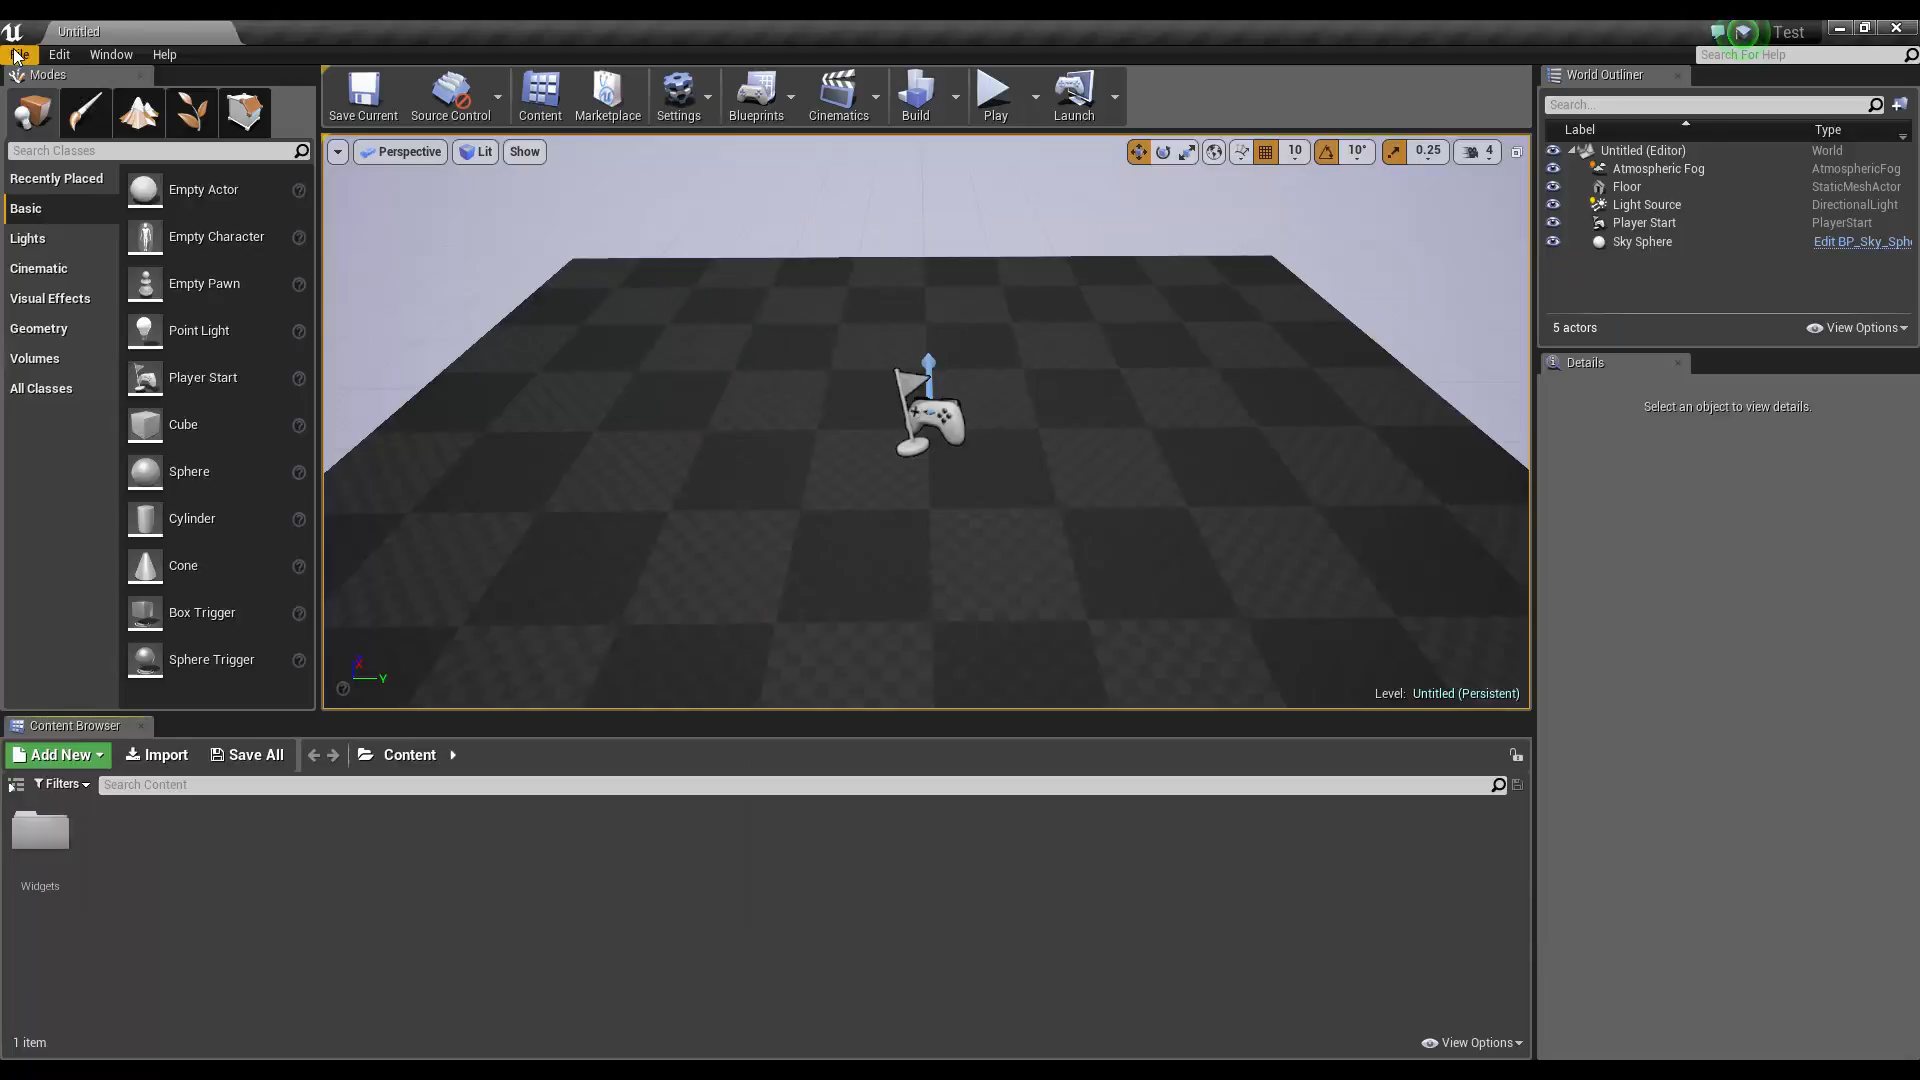 Untitled
Test
File Edit Window Help
Search For Help
Modes
Save Current
Source Control
Content
Marketplace
Settings
Blueprints
Cinematics
Build
Play
Launch
World Outliner
Search...
Label
Type
Search Classes
Perspective
Lit
Show
10
10°
0.25
4
Recently Placed
Basic
Lights
Cinematic
Visual Effects
Geometry
Volumes
All Classes
Empty Actor
Empty Character
Empty Pawn
Point Light
Player Start
Cube
Sphere
Cylinder
Cone
Box Trigger
Sphere Trigger
Untitled (Editor) World
Atmospheric Fog AtmosphericFog
Floor StaticMeshActor
Light Source DirectionalLight
Player Start PlayerStart
Sky Sphere Edit BP_Sky_Sph
5 actors
View Options
Details
Select an object to view details.
X
Y
Level: Untitled (Persistent)
Content Browser
Add New
Import
Save All
Content
Filters
Search Content
Widgets
1 item
View Options